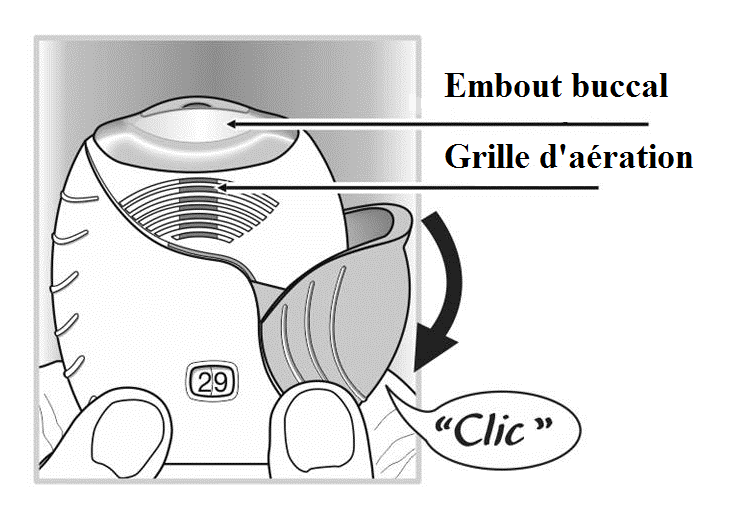 Embout buccal
Grille d'aération
29
“Clic”